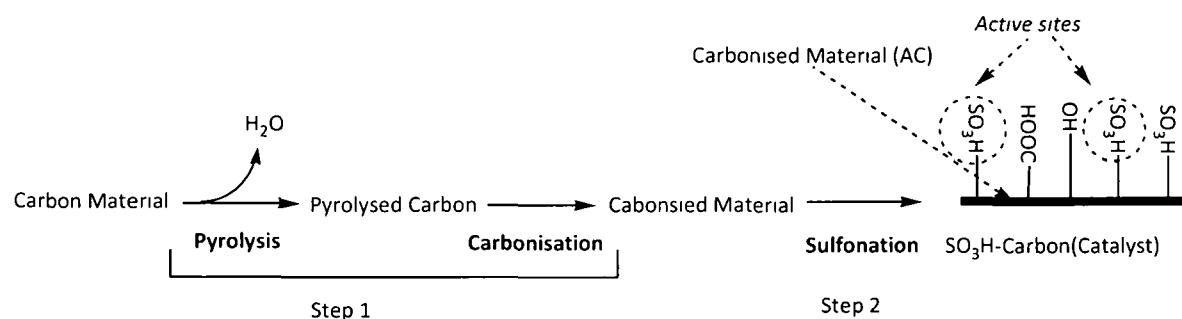 Active sites
Carbonised Material (AC)
SO₃H
HOOC
OH
SO₃H
SO₃H
H₂O
Carbon Material
Pyrolysed Carbon
Cabonsied Material
Pyrolysis
Carbonisation
Sulfonation
SO₃H-Carbon(Catalyst)
Step 1
Step 2